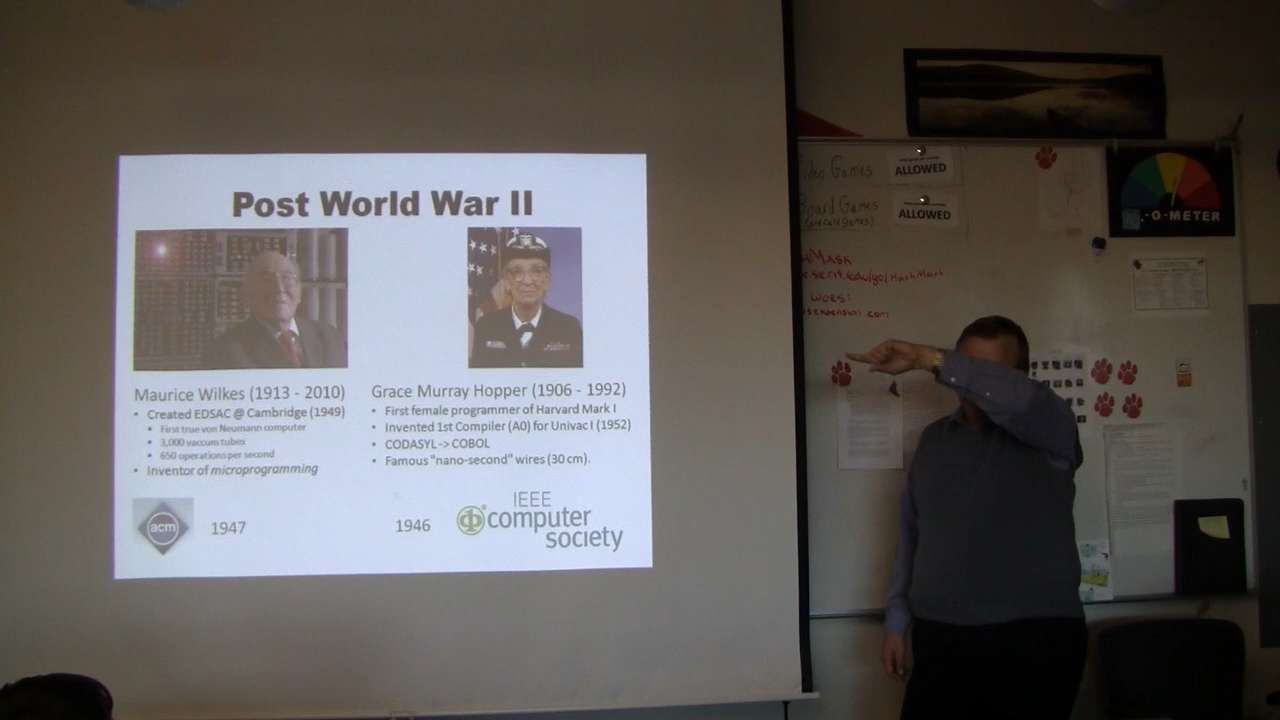 Post World War II
Maurice Wilkes (1913 - 2010)
• Created EDSAC @ Cambridge (1949)
▪ First true von Neumann computer
▪ 3,000 vaccum tubes
▪ 650 operations per second
• Inventor of microprogramming
acm
1947
Grace Murray Hopper (1906 - 1992)
• First female programmer of Harvard Mark I
• Invented 1st Compiler (A0) for Univac I (1952)
• CODASYL -> COBOL
• Famous "nano-second" wires (30 cm).
1946
IEEE
computer
society
Games
ALLOWED
Board Games
ALLOWED
WOES:
-O-METER